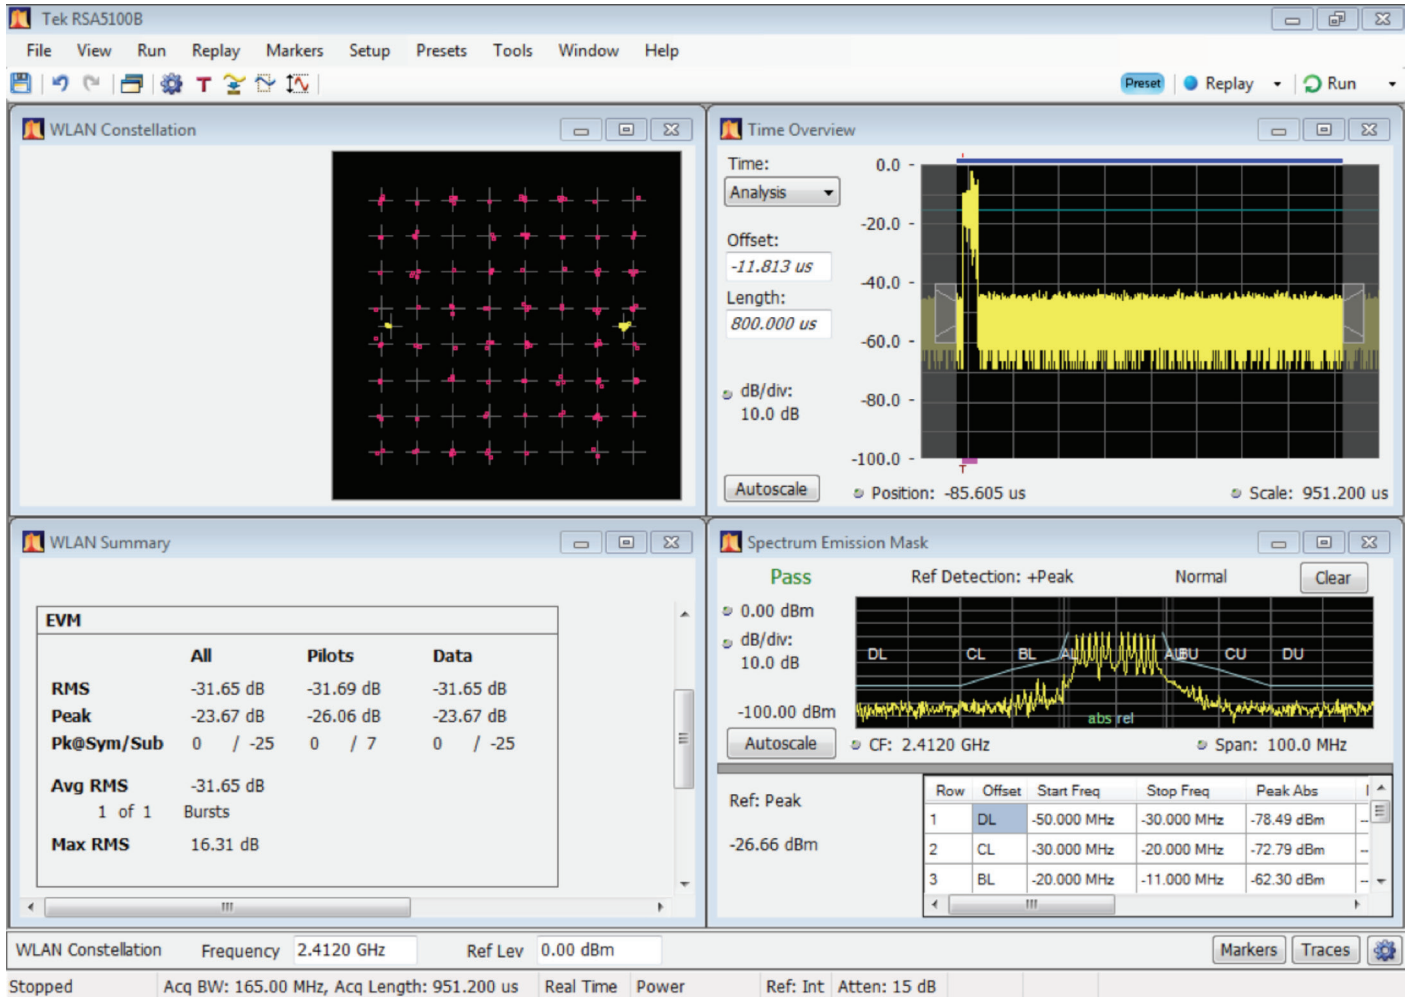 Tek RSA5100B
File View Run Replay Markers Setup Presets Tools Window Help
T Preset Replay Run
WLAN Constellation
Time Overview
Time:
Analysis
Offset:
-11.813 us
Length:
800.000 us
dB/div:
10.0 dB
Autoscale
0.0
-20.0
-40.0
-60.0
-80.0
-100.0
T
Position: -85.605 us Scale: 951.200 us
WLAN Summary
EVM
All Pilots Data
RMS -31.65 dB -31.69 dB -31.65 dB
Peak -23.67 dB -26.06 dB -23.67 dB
Pk@Sym/Sub 0 / -25 0 / 7 0 / -25
Avg RMS -31.65 dB
1 of 1 Bursts
Max RMS 16.31 dB
Spectrum Emission Mask
Pass Ref Detection: +Peak Normal Clear
0.00 dBm
dB/div:
10.0 dB
-100.00 dBm
DL CL BL AL BU CU DU
abs rel
Autoscale CF: 2.4120 GHz Span: 100.0 MHz
Ref: Peak
-26.66 dBm
Row Offset Start Freq Stop Freq Peak Abs
1 DL -50.000 MHz -30.000 MHz -78.49 dBm --
2 CL -30.000 MHz -20.000 MHz -72.79 dBm --
3 BL -20.000 MHz -11.000 MHz -62.30 dBm --
WLAN Constellation Frequency 2.4120 GHz Ref Lev 0.00 dBm Markers Traces
Stopped Acq BW: 165.00 MHz, Acq Length: 951.200 us Real Time Power Ref: Int Atten: 15 dB